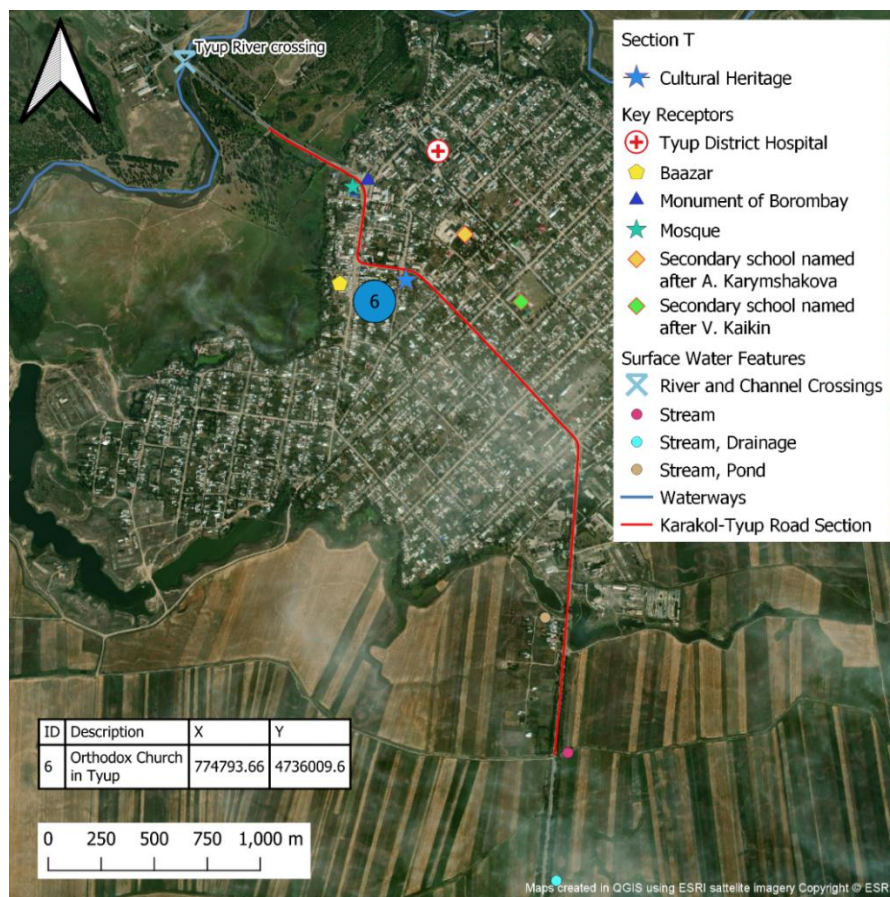 Tyup River crossing
Section T
Cultural Heritage
Key Receptors
Tyup District Hospital
Baazar
Monument of Borombay
Mosque
Secondary school named
after A. Karymshakova
Secondary school named
after V. Kaikin
Surface Water Features
River and Channel Crossings
Stream
Stream, Drainage
Stream, Pond
Waterways
Karakol-Tyup Road Section
6
ID Description X Y
6 Orthodox Church in Tyup 774793.66 4736009.6
0 250 500 750 1,000 m
Maps created in QGIS using ESRI sattelite imagery Copyright © ESR